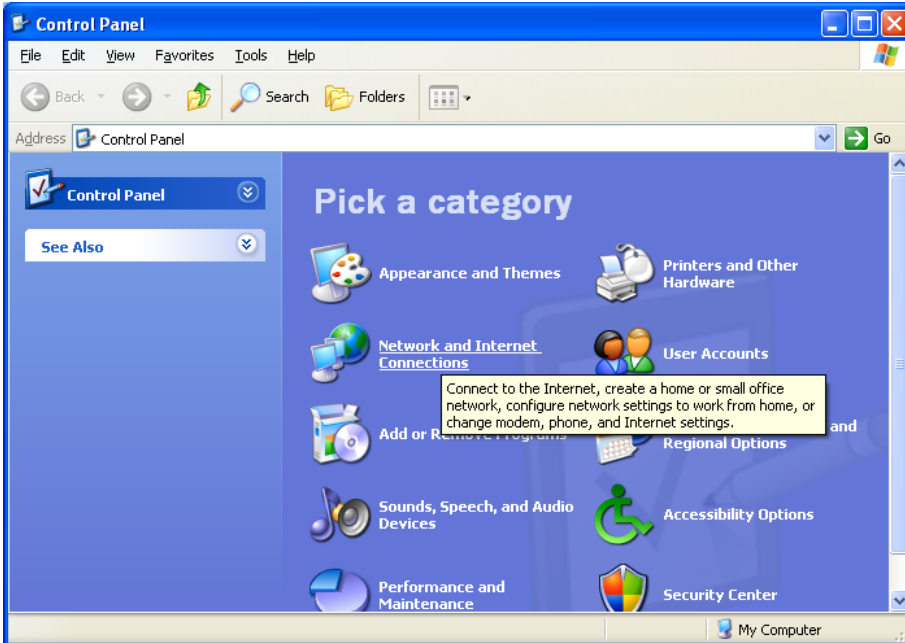 Control Panel
File Edit View Favorites Tools Help
Back Search Folders
Address Control Panel Go
Control Panel
See Also
Pick a category
Appearance and Themes
Printers and Other
Hardware
Network and Internet
Connections
User Accounts
Connect to the Internet, create a home or small office
network, configure network settings to work from home, or
change modem, phone, and Internet settings.
Add or Remove Programs
and
Regional Options
Sounds, Speech, and Audio
Devices
Accessibility Options
Performance and
Maintenance
Security Center
My Computer